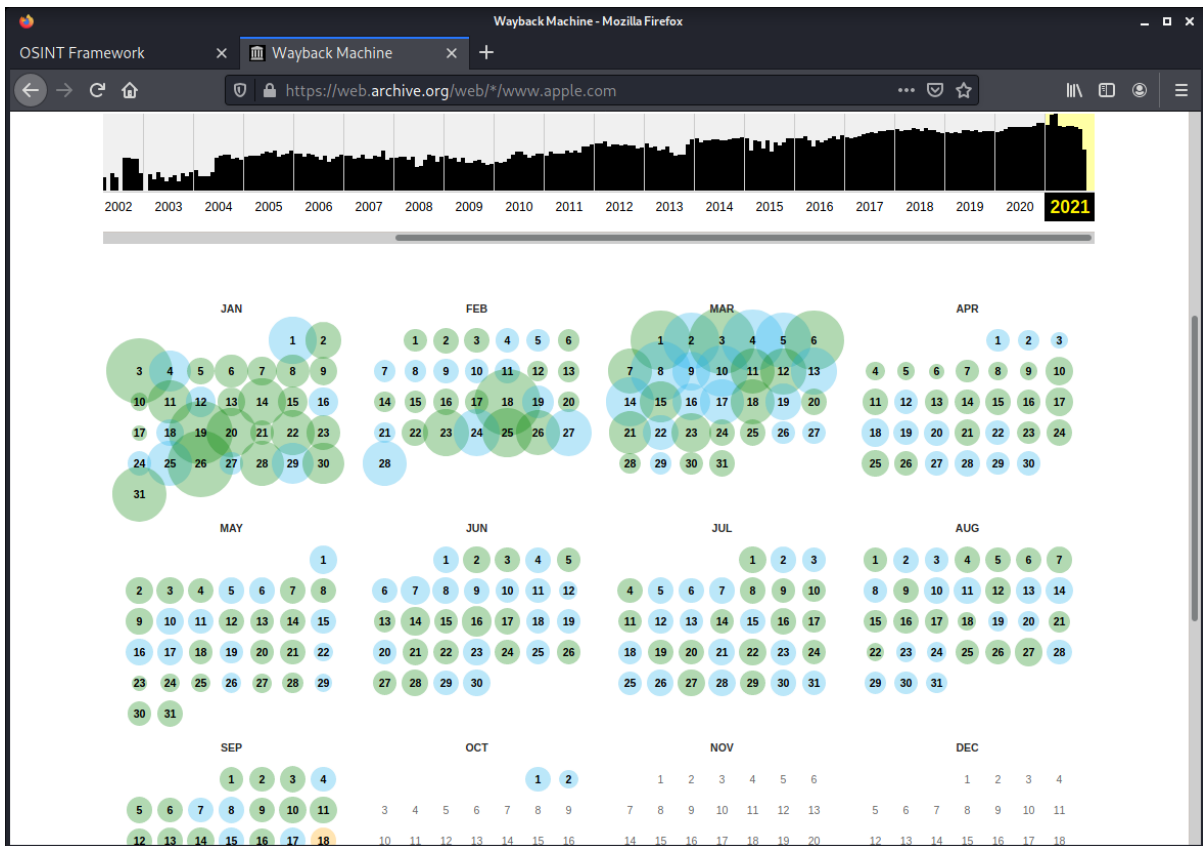 Wayback Machine - Mozilla Firefox
OSINT Framework × Wayback Machine × +
https://web.archive.org/web/*/www.apple.com
2002 2003 2004 2005 2006 2007 2008 2009 2010 2011 2012 2013 2014 2015 2016 2017 2018 2019 2020 2021
JAN FEB MAR APR
1 2 1 2 3 4 5 6 1 2 3 4 5 6 1 2 3
3 4 5 6 7 8 9 7 8 9 10 11 12 13 7 8 9 10 11 12 13 4 5 6 7 8 9 10
10 11 12 13 14 15 16 14 15 16 17 18 19 20 14 15 16 17 18 19 20 11 12 13 14 15 16 17
17 18 19 20 21 22 23 21 22 23 24 25 26 27 21 22 23 24 25 26 27 18 19 20 21 22 23 24
24 25 26 27 28 29 30 28 28 29 30 31 25 26 27 28 29 30
31
MAY JUN JUL AUG
1 1 2 3 4 5 1 2 3 1 2 3 4 5 6 7
2 3 4 5 6 7 8 6 7 8 9 10 11 12 4 5 6 7 8 9 10 8 9 10 11 12 13 14
9 10 11 12 13 14 15 13 14 15 16 17 18 19 11 12 13 14 15 16 17 15 16 17 18 19 20 21
16 17 18 19 20 21 22 20 21 22 23 24 25 26 18 19 20 21 22 23 24 22 23 24 25 26 27 28
23 24 25 26 27 28 29 27 28 29 30 25 26 27 28 29 30 31 29 30 31
30 31
SEP OCT NOV DEC
1 2 3 4 1 2 1 2 3 4 5 6 1 2 3 4
5 6 7 8 9 10 11 3 4 5 6 7 8 9 7 8 9 10 11 12 13 5 6 7 8 9 10 11
12 13 14 15 16 17 18 10 11 12 13 14 15 16 14 15 16 17 18 19 20 12 13 14 15 16 17 18